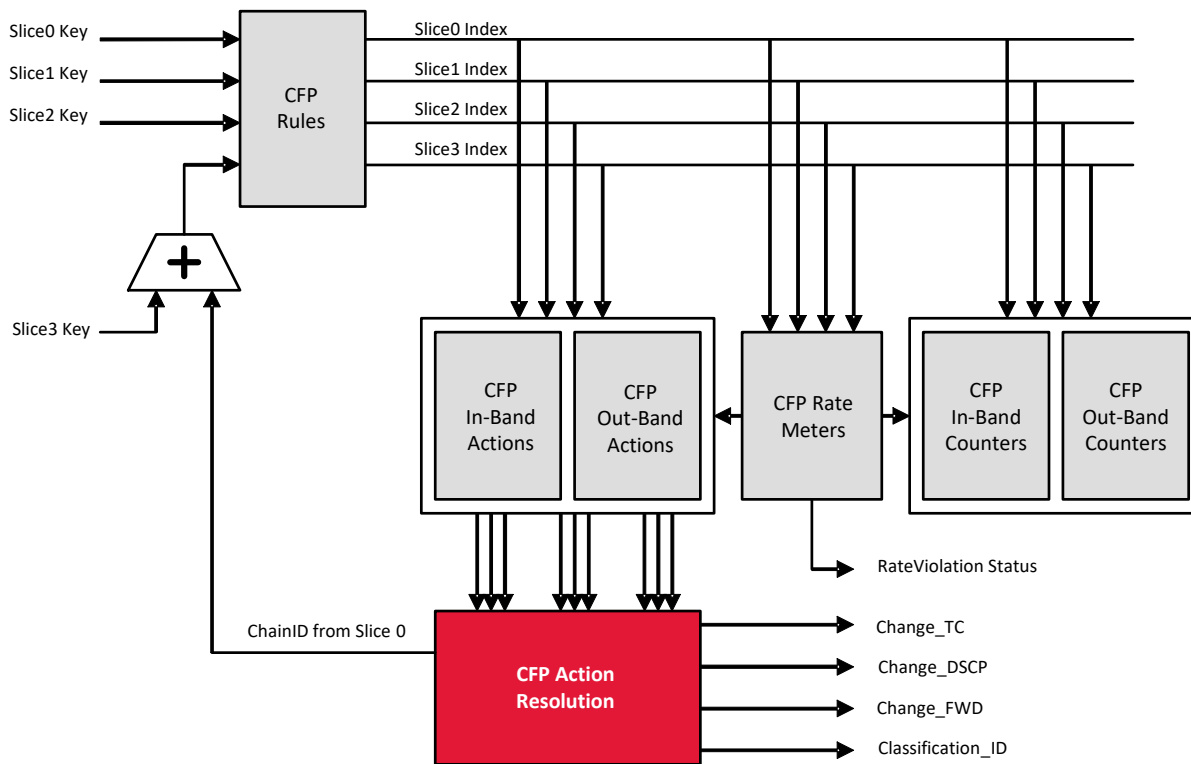 Slice0 Key
Slice1 Key
Slice2 Key
CFP
Rules
Slice0 Index
Slice1 Index
Slice2 Index
Slice3 Index
+
Slice3 Key
CFP
In-Band
Actions
CFP
Out-Band
Actions
CFP Rate
Meters
CFP
In-Band
Counters
CFP
Out-Band
Counters
RateViolation Status
ChainID from Slice 0
CFP Action
Resolution
Change_TC
Change_DSCP
Change_FWD
Classification_ID